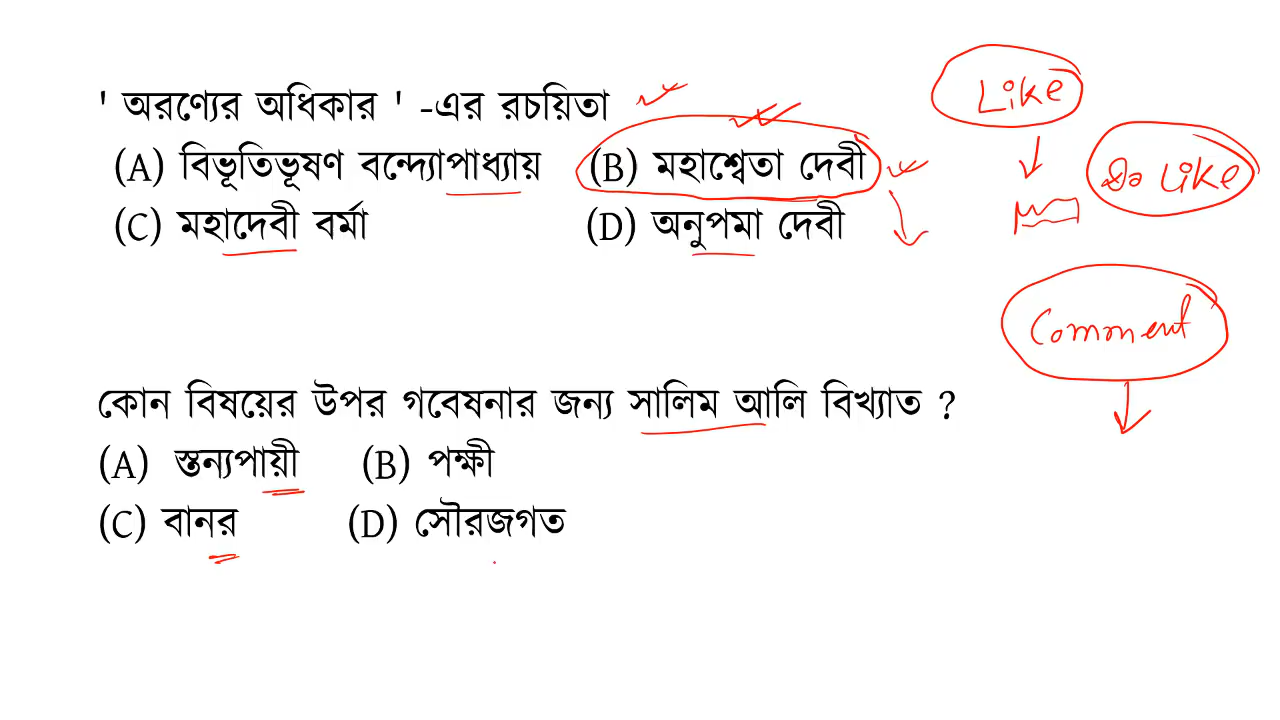 ' অরণ্যের অধিকার ' -এর রচয়িতা
(A) বিভূতিভূষণ বন্দ্যোপাধ্যায় (B) মহাশ্বেতা দেবী
(C) মহাদেবী বর্মা (D) অনুপমা দেবী
Like
Like
Comment
কোন বিষয়ের উপর গবেষনার জন্য সালিম আলি বিখ্যাত ?
(A) স্তন্যপায়ী (B) পক্ষী
(C) বানর (D) সৌরজগত